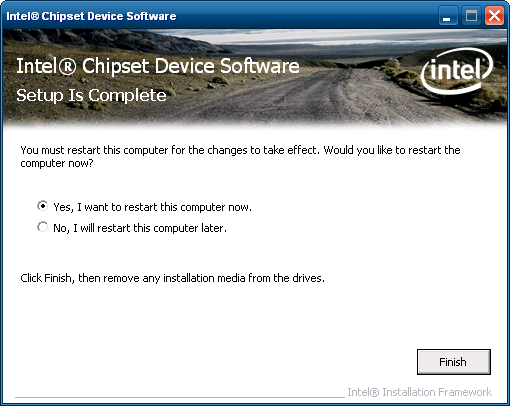 Intel® Chipset Device Software
Intel® Chipset Device Software
intel
Setup Is Complete
You must restart this computer for the changes to take effect. Would you like to restart the
computer now?
Yes, I want to restart this computer now.
No, I will restart this computer later.
Click Finish, then remove any installation media from the drives.
Finish
Intel® Installation Framework